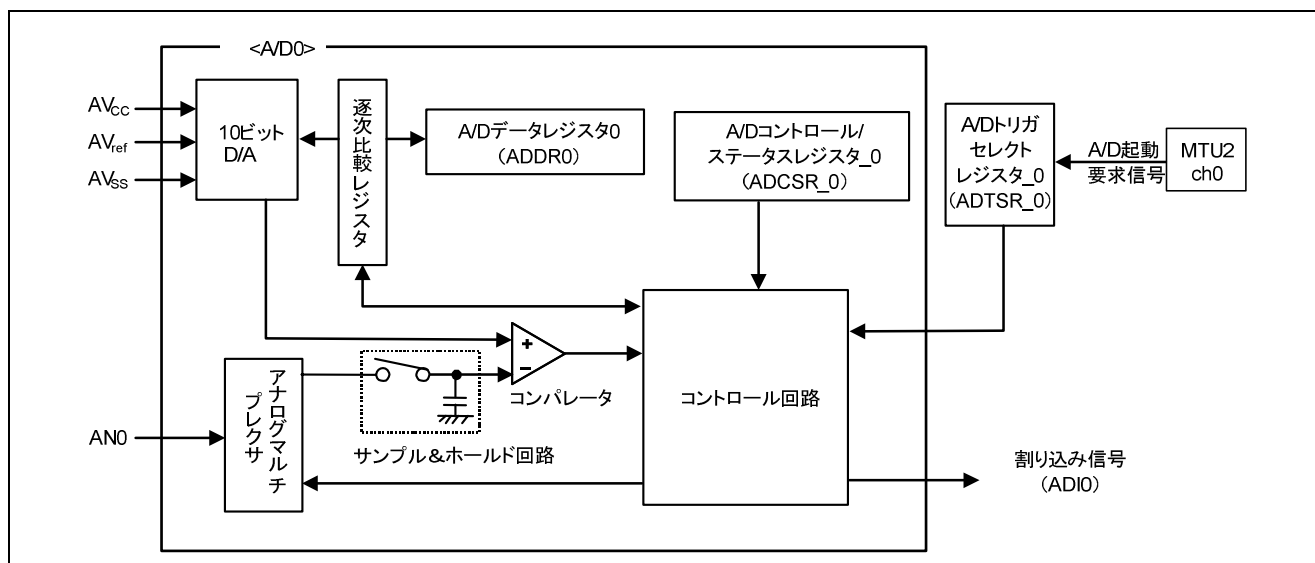 <A/D0>
AVCC
AVref
AVSS
10ビット
D/A
逐次比較レジスタ
A/Dデータレジスタ0
(ADDR0)
A/Dコントロール/
ステータスレジスタ_0
(ADCSR_0)
A/Dトリガ
セレクト
レジスタ_0
(ADTSR_0)
A/D起動
要求信号
MTU2
ch0
+
−
コンパレータ
コントロール回路
AN0
アナログマルチ
プレクサ
サンプル&ホールド回路
割り込み信号
(ADI0)